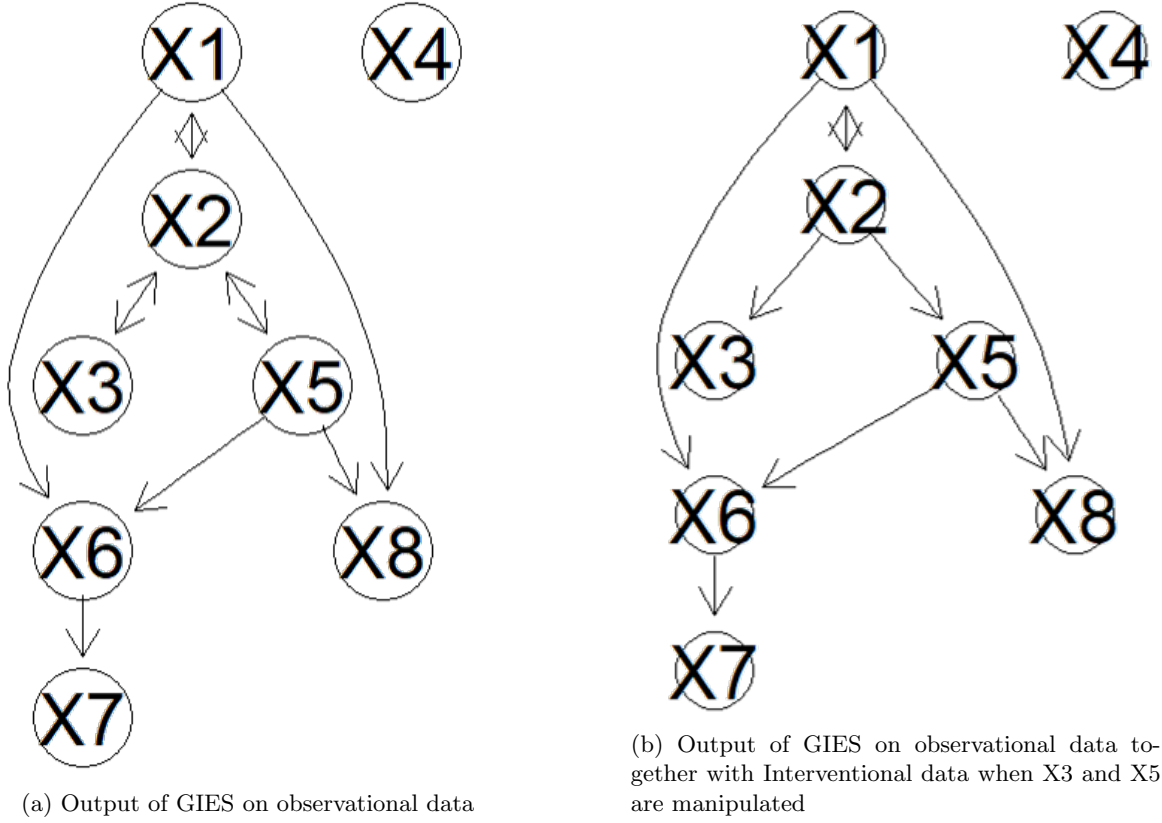 X1
X4
X2
X3
X5
X6
X8
X7
(a) Output of GIES on observational data
X1
X4
X2
X3
X5
X6
X8
X7
(b) Output of GIES on observational data to-
gether with Interventional data when X3 and X5
are manipulated